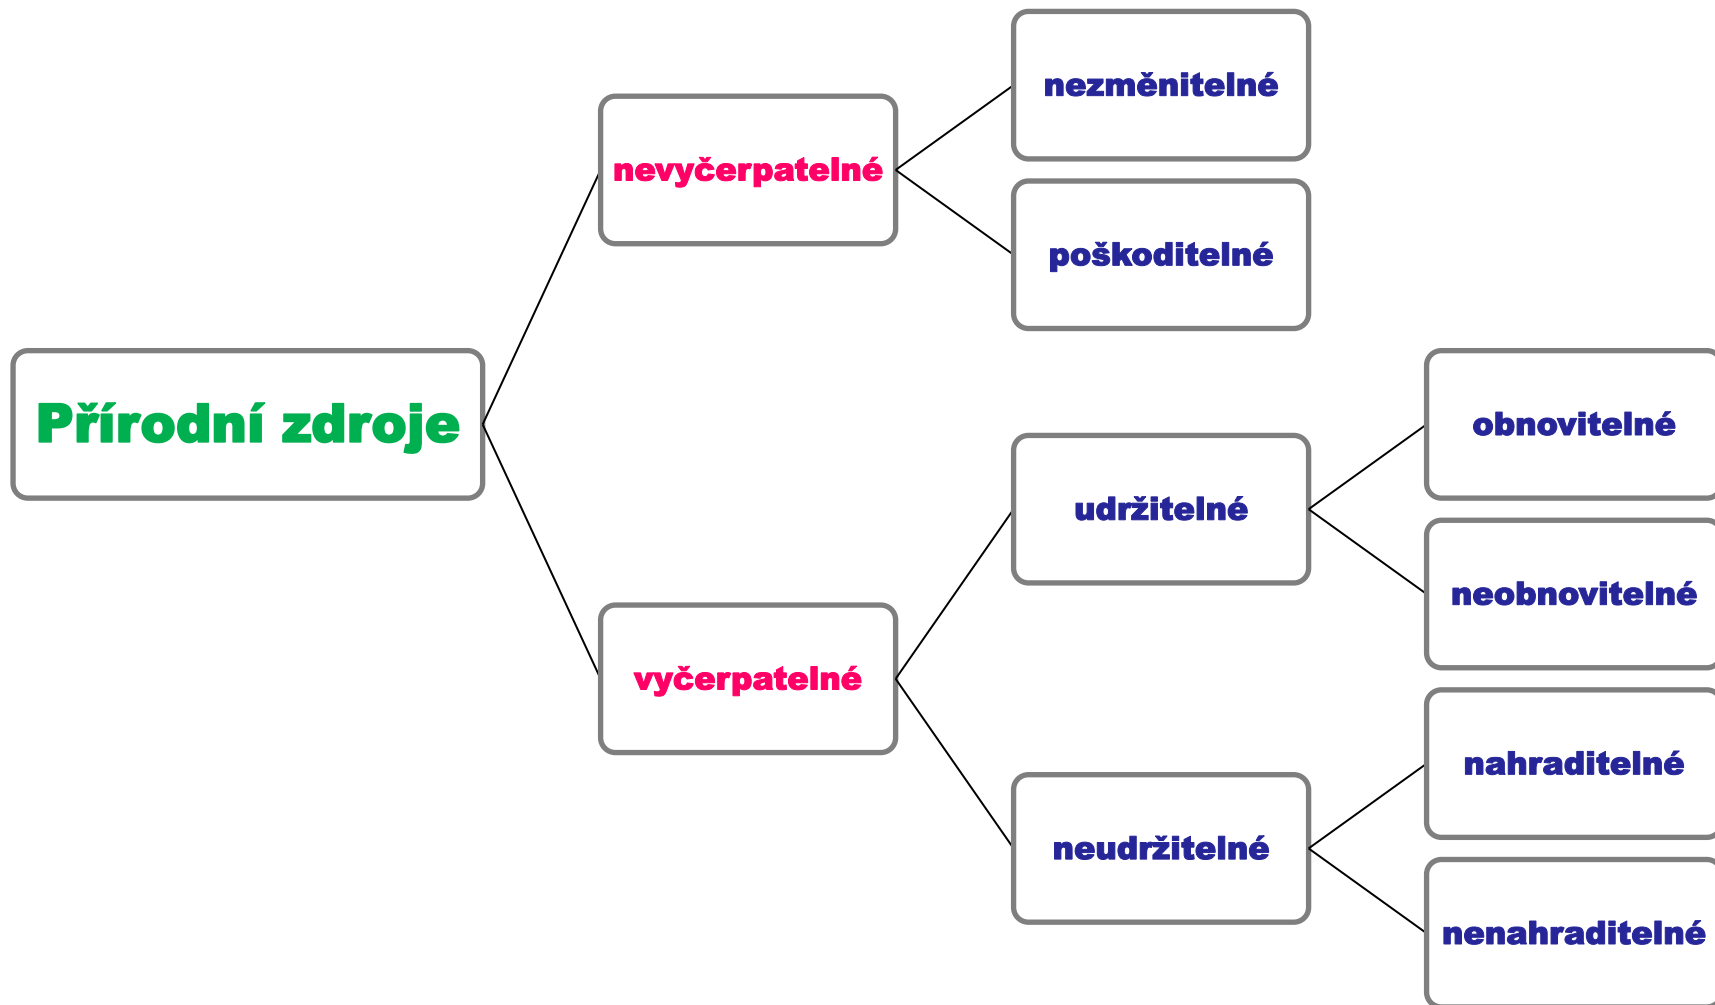 Přírodní zdroje
nevyčerpatelné
nezměnitelné
poškoditelné
vyčerpatelné
udržitelné
obnovitelné
neobnovitelné
neudržitelné
nahraditelné
nenahraditelné